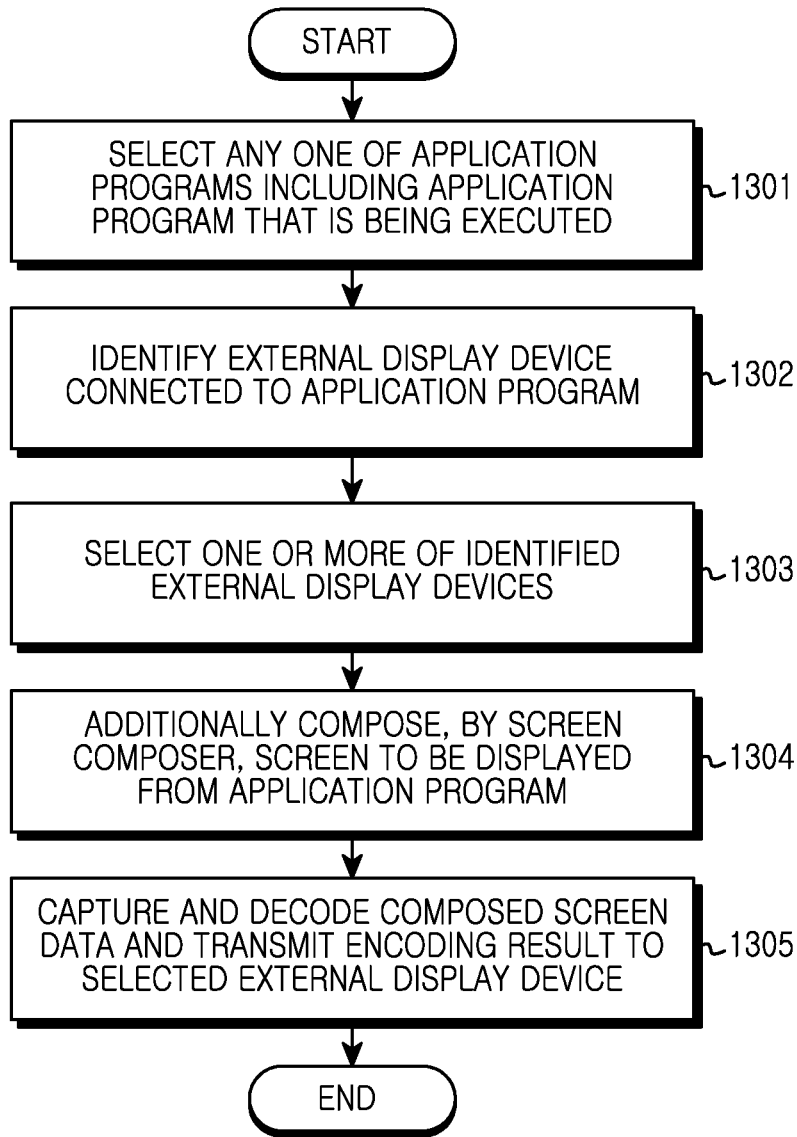 START
SELECT ANY ONE OF APPLICATION
PROGRAMS INCLUDING APPLICATION
PROGRAM THAT IS BEING EXECUTED
1301
IDENTIFY EXTERNAL DISPLAY DEVICE
CONNECTED TO APPLICATION PROGRAM
1302
SELECT ONE OR MORE OF IDENTIFIED
EXTERNAL DISPLAY DEVICES
1303
ADDITIONALLY COMPOSE, BY SCREEN
COMPOSER, SCREEN TO BE DISPLAYED
FROM APPLICATION PROGRAM
1304
CAPTURE AND DECODE COMPOSED SCREEN
DATA AND TRANSMIT ENCODING RESULT TO
SELECTED EXTERNAL DISPLAY DEVICE
1305
END